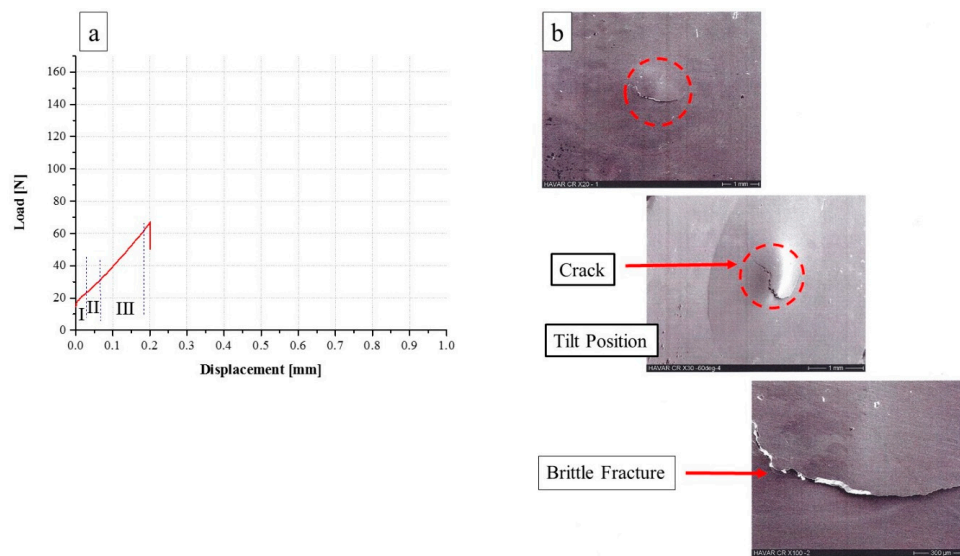 a
160
140
120
100
80
60
40
20
0
Load [N]
I
II
III
0.0
0.1
0.2
0.3
0.4
0.5
0.6
0.7
0.8
0.9
1.0
Displacement [mm]
b
HAVAR CR X20 - 1
1 mm
Crack
Tilt Position
HAVAR CR X30 -60deg-4
1 mm
Brittle Fracture
HAVAR CR X100 -2
300 µm